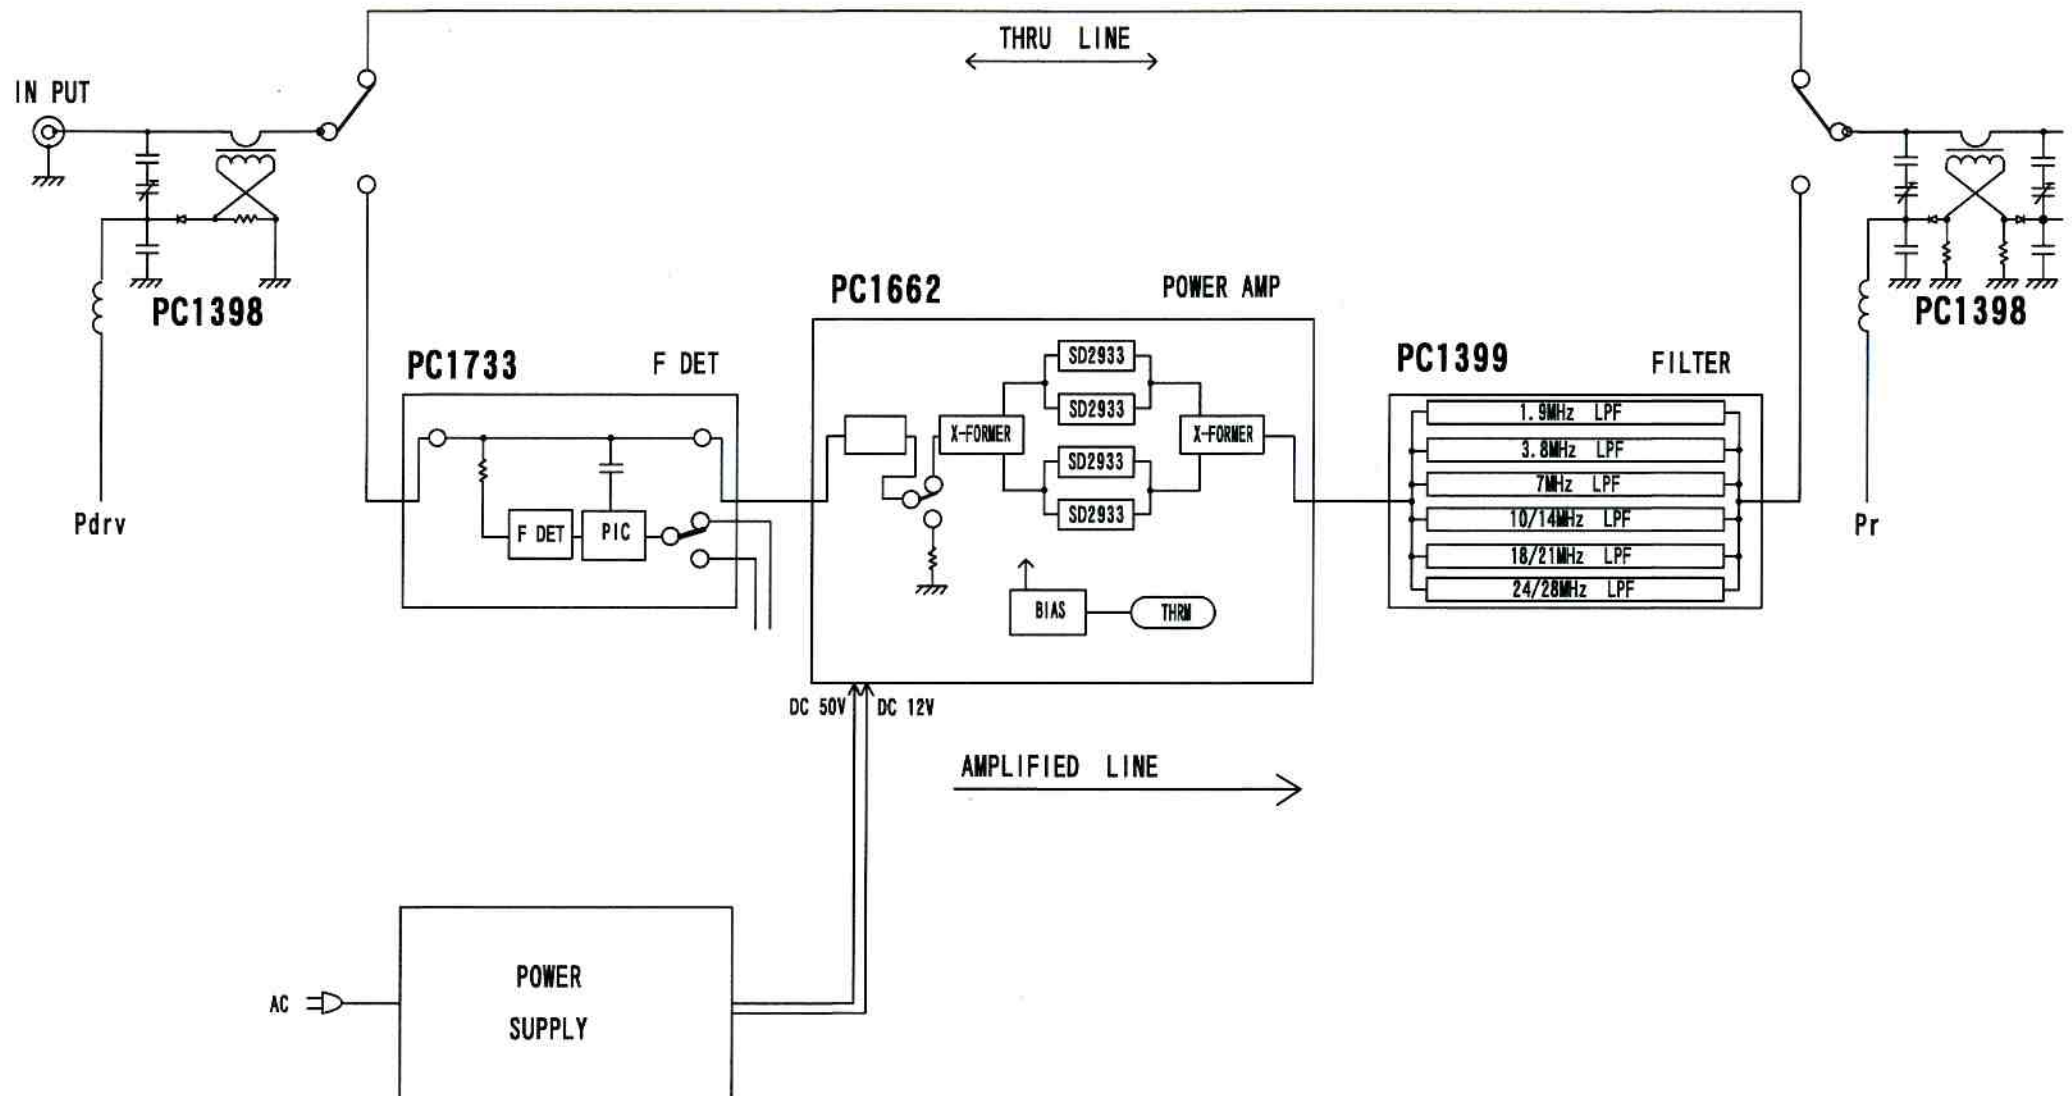 THRU LINE
IN PUT
PC1398
Pdrv
PC1733
F DET
F DET
PIC
PC1662
POWER AMP
X-FORMER
SD2933
SD2933
SD2933
SD2933
X-FORMER
BIAS
THRM
DC 50V
DC 12V
PC1399
FILTER
1.9MHz LPF
3.8MHz LPF
7MHz LPF
10/14MHz LPF
18/21MHz LPF
24/28MHz LPF
PC1398
Pr
AMPLIFIED LINE
AC
POWER
SUPPLY